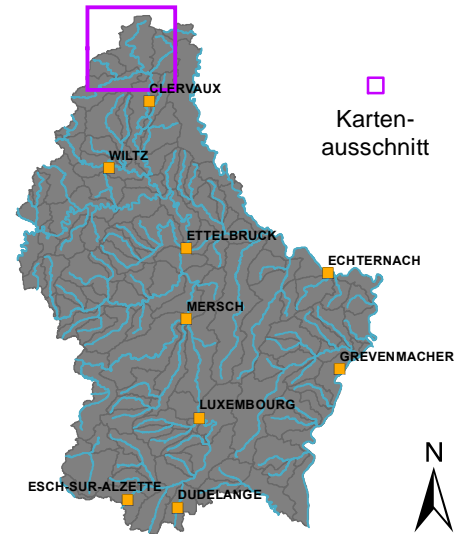 CLERVAUX
Karten-
ausschnitt
WILTZ
ETTELBRUCK
ECHTERNACH
MERSCH
GREVENMACHER
LUXEMBOURG
N
ESCH-SUR-ALZETTE
DUDELANGE